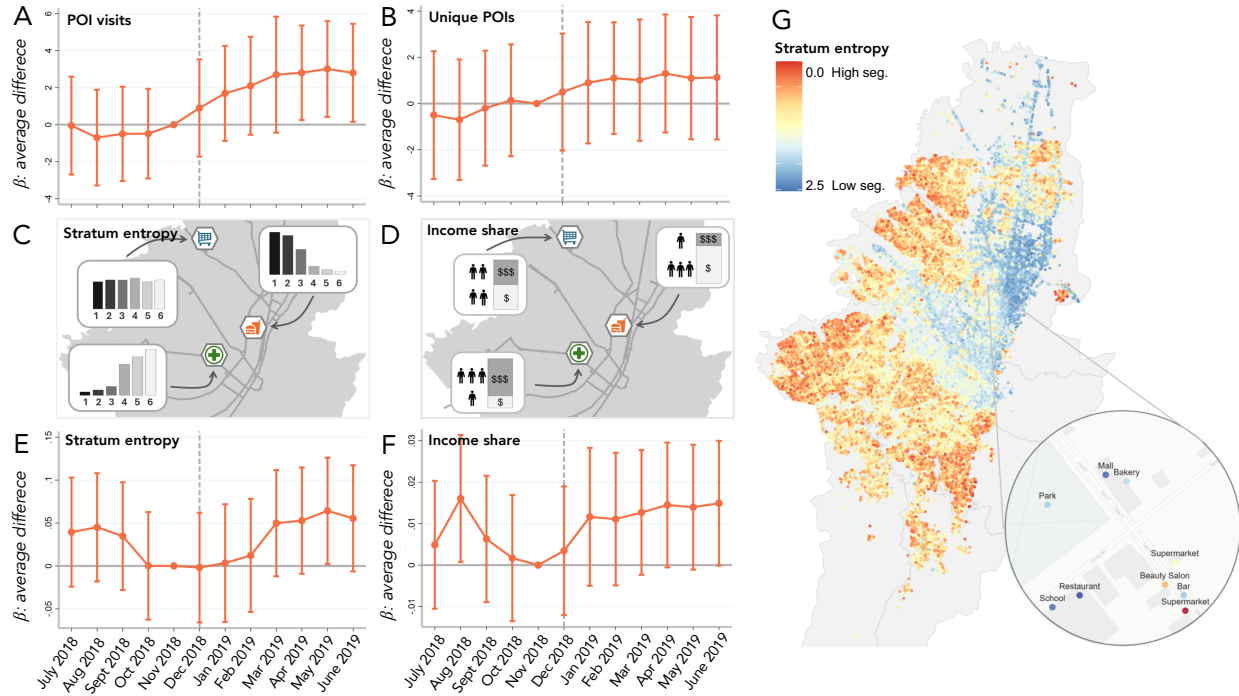 A
POI visits
β: average differece
6
4
2
0
-2
-4
B
Unique POIs
β: average differece
4
2
0
-2
-4
C
Stratum entropy
1 2 3 4 5 6
1 2 3 4 5 6
1 2 3 4 5 6
D
Income share
$$$
$
$$$
$
$$$
$
E
Stratum entropy
β: average differece
.15
.1
.05
0
.05
July 2018
Aug 2018
Sept 2018
Oct 2018
Nov 2018
Dec 2018
Jan 2019
Feb 2019
Mar 2019
Apr 2019
May 2019
June 2019
F
Income share
β: average differece
.03
.02
.01
0
-.01
July 2018
Aug 2018
Sept 2018
Oct 2018
Nov 2018
Dec 2018
Jan 2019
Feb 2019
Mar 2019
Apr 2019
May 2019
June 2019
G
Stratum entropy
0.0 High seg.
2.5 Low seg.
Mall
Bakery
Park
Supermarket
Beauty Salon
Restaurant
Bar
School
Supermarket